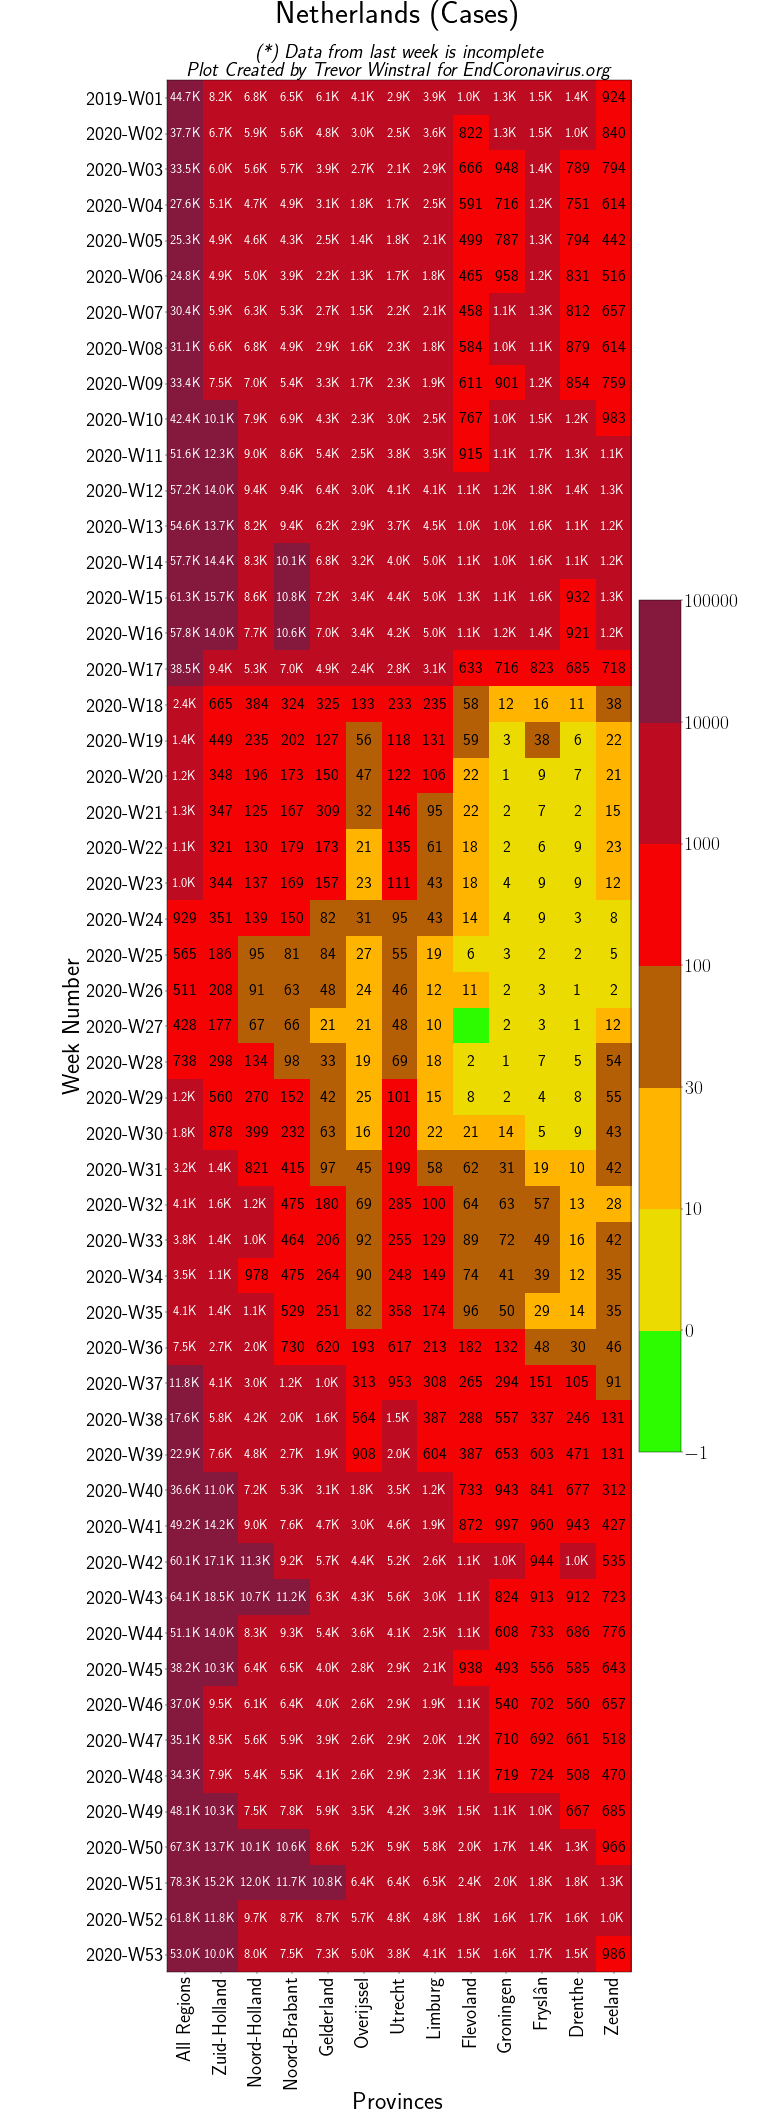 Netherlands (Cases)
(*) Data from last week is incomplete
Plot Created by Trevor Winstral for EndCoronavirus.org
2019-W01 44.7K 8.2K 6.8K 6.5K 6.1K 4.1K 2.9K 3.9K 1.0K 1.3K 1.5K 1.4K 924
2020-W02 37.7K 6.7K 5.9K 5.6K 4.8K 3.0K 2.5K 3.6K 822 1.3K 1.5K 1.0K 840
2020-W03 33.5K 6.0K 5.6K 5.7K 3.9K 2.7K 2.1K 2.9K 666 948 1.4K 789 794
2020-W04 27.6K 5.1K 4.7K 4.9K 3.1K 1.8K 1.7K 2.5K 591 716 1.2K 751 614
2020-W05 25.3K 4.9K 4.6K 4.3K 2.5K 1.4K 1.8K 2.1K 499 787 1.3K 794 442
2020-W06 24.8K 4.9K 5.0K 3.9K 2.2K 1.3K 1.7K 1.8K 465 958 1.2K 831 516
2020-W07 30.4K 5.9K 6.3K 5.3K 2.7K 1.5K 2.2K 2.1K 458 1.1K 1.3K 812 657
2020-W08 31.1K 6.6K 6.8K 4.9K 2.9K 1.6K 2.3K 1.8K 584 1.0K 1.1K 879 614
2020-W09 33.4K 7.5K 7.0K 5.4K 3.3K 1.7K 2.3K 1.9K 611 901 1.2K 854 759
2020-W10 42.4K 10.1K 7.9K 6.9K 4.3K 2.3K 3.0K 2.5K 767 1.0K 1.5K 1.2K 983
2020-W11 51.6K 12.3K 9.0K 8.6K 5.4K 2.5K 3.8K 3.5K 915 1.1K 1.7K 1.3K 1.1K
2020-W12 57.2K 14.0K 9.4K 9.4K 6.4K 3.0K 4.1K 4.1K 1.1K 1.2K 1.8K 1.4K 1.3K
2020-W13 54.6K 13.7K 8.2K 9.4K 6.2K 2.9K 3.7K 4.5K 1.0K 1.0K 1.6K 1.1K 1.2K
2020-W14 57.7K 14.4K 8.3K 10.1K 6.8K 3.2K 4.0K 5.0K 1.1K 1.0K 1.6K 1.1K 1.2K
2020-W15 61.3K 15.7K 8.6K 10.8K 7.2K 3.4K 4.4K 5.0K 1.3K 1.1K 1.6K 932 1.3K
2020-W16 57.8K 14.0K 7.7K 10.6K 7.0K 3.4K 4.2K 5.0K 1.1K 1.2K 1.4K 921 1.2K
2020-W17 38.5K 9.4K 5.3K 7.0K 4.9K 2.4K 2.8K 3.1K 633 716 823 685 718
2020-W18 2.4K 665 384 324 325 133 233 235 58 12 16 11 38
2020-W19 1.4K 449 235 202 127 56 118 131 59 3 38 6 22
2020-W20 1.2K 348 196 173 150 47 122 106 22 1 9 7 21
2020-W21 1.3K 347 125 167 309 32 146 95 22 2 7 2 15
2020-W22 1.1K 321 130 179 173 21 135 61 18 2 6 9 23
2020-W23 1.0K 344 137 169 157 23 111 43 18 4 9 9 12
2020-W24 929 351 139 150 82 31 95 43 14 4 9 3 8
2020-W25 565 186 95 81 84 27 55 19 6 3 2 2 5
2020-W26 511 208 91 63 48 24 46 12 11 2 3 1 2
2020-W27 428 177 67 66 21 21 48 10 2 3 1 12
2020-W28 738 298 134 98 33 19 69 18 2 1 7 5 54
2020-W29 1.2K 560 270 152 42 25 101 15 8 2 4 8 55
2020-W30 1.8K 878 399 232 63 16 120 22 21 14 5 9 43
2020-W31 3.2K 1.4K 821 415 97 45 199 58 62 31 19 10 42
2020-W32 4.1K 1.6K 1.2K 475 180 69 285 100 64 63 57 13 28
2020-W33 3.8K 1.4K 1.0K 464 206 92 255 129 89 72 49 16 42
2020-W34 3.5K 1.1K 978 475 264 90 248 149 74 41 39 12 35
2020-W35 4.1K 1.4K 1.1K 529 251 82 358 174 96 50 29 14 35
2020-W36 7.5K 2.7K 2.0K 730 620 193 617 213 182 132 48 30 46
2020-W37 11.8K 4.1K 3.0K 1.2K 1.0K 313 953 308 265 294 151 105 91
2020-W38 17.6K 5.8K 4.2K 2.0K 1.6K 564 1.5K 387 288 557 337 246 131
2020-W39 22.9K 7.6K 4.8K 2.7K 1.9K 908 2.0K 604 387 653 603 471 131
2020-W40 36.6K 11.0K 7.2K 5.3K 3.1K 1.8K 3.5K 1.2K 733 943 841 677 312
2020-W41 49.2K 14.2K 9.0K 7.6K 4.7K 3.0K 4.6K 1.9K 872 997 960 943 427
2020-W42 60.1K 17.1K 11.3K 9.2K 5.7K 4.4K 5.2K 2.6K 1.1K 1.0K 944 1.0K 535
2020-W43 64.1K 18.5K 10.7K 11.2K 6.3K 4.3K 5.6K 3.0K 1.1K 824 913 912 723
2020-W44 51.1K 14.0K 8.3K 9.3K 5.4K 3.6K 4.1K 2.5K 1.1K 608 733 686 776
2020-W45 38.2K 10.3K 6.4K 6.5K 4.0K 2.8K 2.9K 2.1K 938 493 556 585 643
2020-W46 37.0K 9.5K 6.1K 6.4K 4.0K 2.6K 2.9K 1.9K 1.1K 540 702 560 657
2020-W47 35.1K 8.5K 5.6K 5.9K 3.9K 2.6K 2.9K 2.0K 1.2K 710 692 661 518
2020-W48 34.3K 7.9K 5.4K 5.5K 4.1K 2.6K 2.9K 2.3K 1.1K 719 724 508 470
2020-W49 48.1K 10.3K 7.5K 7.8K 5.9K 3.5K 4.2K 3.9K 1.5K 1.1K 1.0K 667 685
2020-W50 67.3K 13.7K 10.1K 10.6K 8.6K 5.2K 5.9K 5.8K 2.0K 1.7K 1.4K 1.3K 966
2020-W51 78.3K 15.2K 12.0K 11.7K 10.8K 6.4K 6.4K 6.5K 2.4K 2.0K 1.8K 1.8K 1.3K
2020-W52 61.8K 11.8K 9.7K 8.7K 8.7K 5.7K 4.8K 4.8K 1.8K 1.6K 1.7K 1.6K 1.0K
2020-W53 53.0K 10.0K 8.0K 7.5K 7.3K 5.0K 3.8K 4.1K 1.5K 1.6K 1.7K 1.5K 986
Week Number
All Regions
Zuid-Holland
Noord-Holland
Noord-Brabant
Gelderland
Overijssel
Utrecht
Limburg
Flevoland
Groningen
Fryslân
Drenthe
Zeeland
Provinces
100000
10000
1000
100
30
10
0
−1